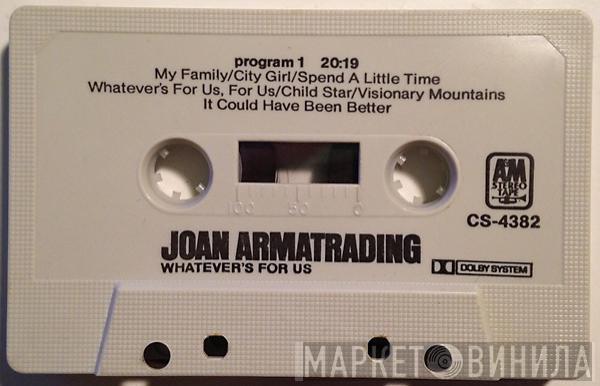 program 1 20:19
My Family/City Girl/Spend A Little Time
Whatever's For Us, For Us/Child Star/Visionary Mountains
It Could Have Been Better
100 50 0
A&M
STEREO
TAPE
CS-4382
JOAN ARMATRADING
WHATEVER'S FOR US
DOLBY SYSTEM
МАРКЕТ ВИНИЛА